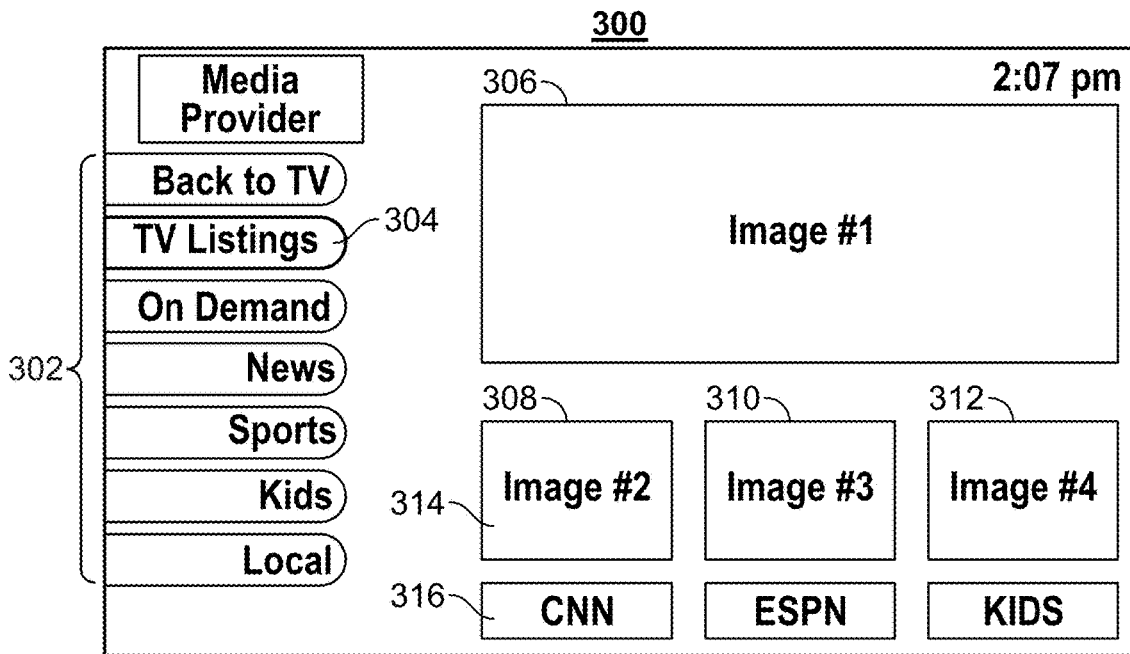 300
Media
Provider
2:07 pm
306
Back to TV
TV Listings
304
Image #1
On Demand
302
News
Sports
Kids
Local
308
310
312
Image #2
Image #3
Image #4
314
316
CNN
ESPN
KIDS